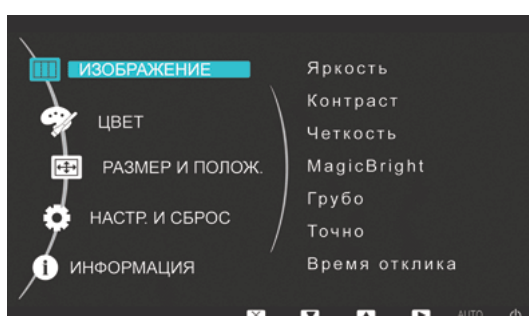 ИЗОБРАЖЕНИЕ
ЦВЕТ
РАЗМЕР И ПОЛОЖ.
НАСТР. И СБРОС
ИНФОРМАЦИЯ
Яркость
Контраст
Четкость
MagicBright
Грубо
Точно
Время отклика
AUTO